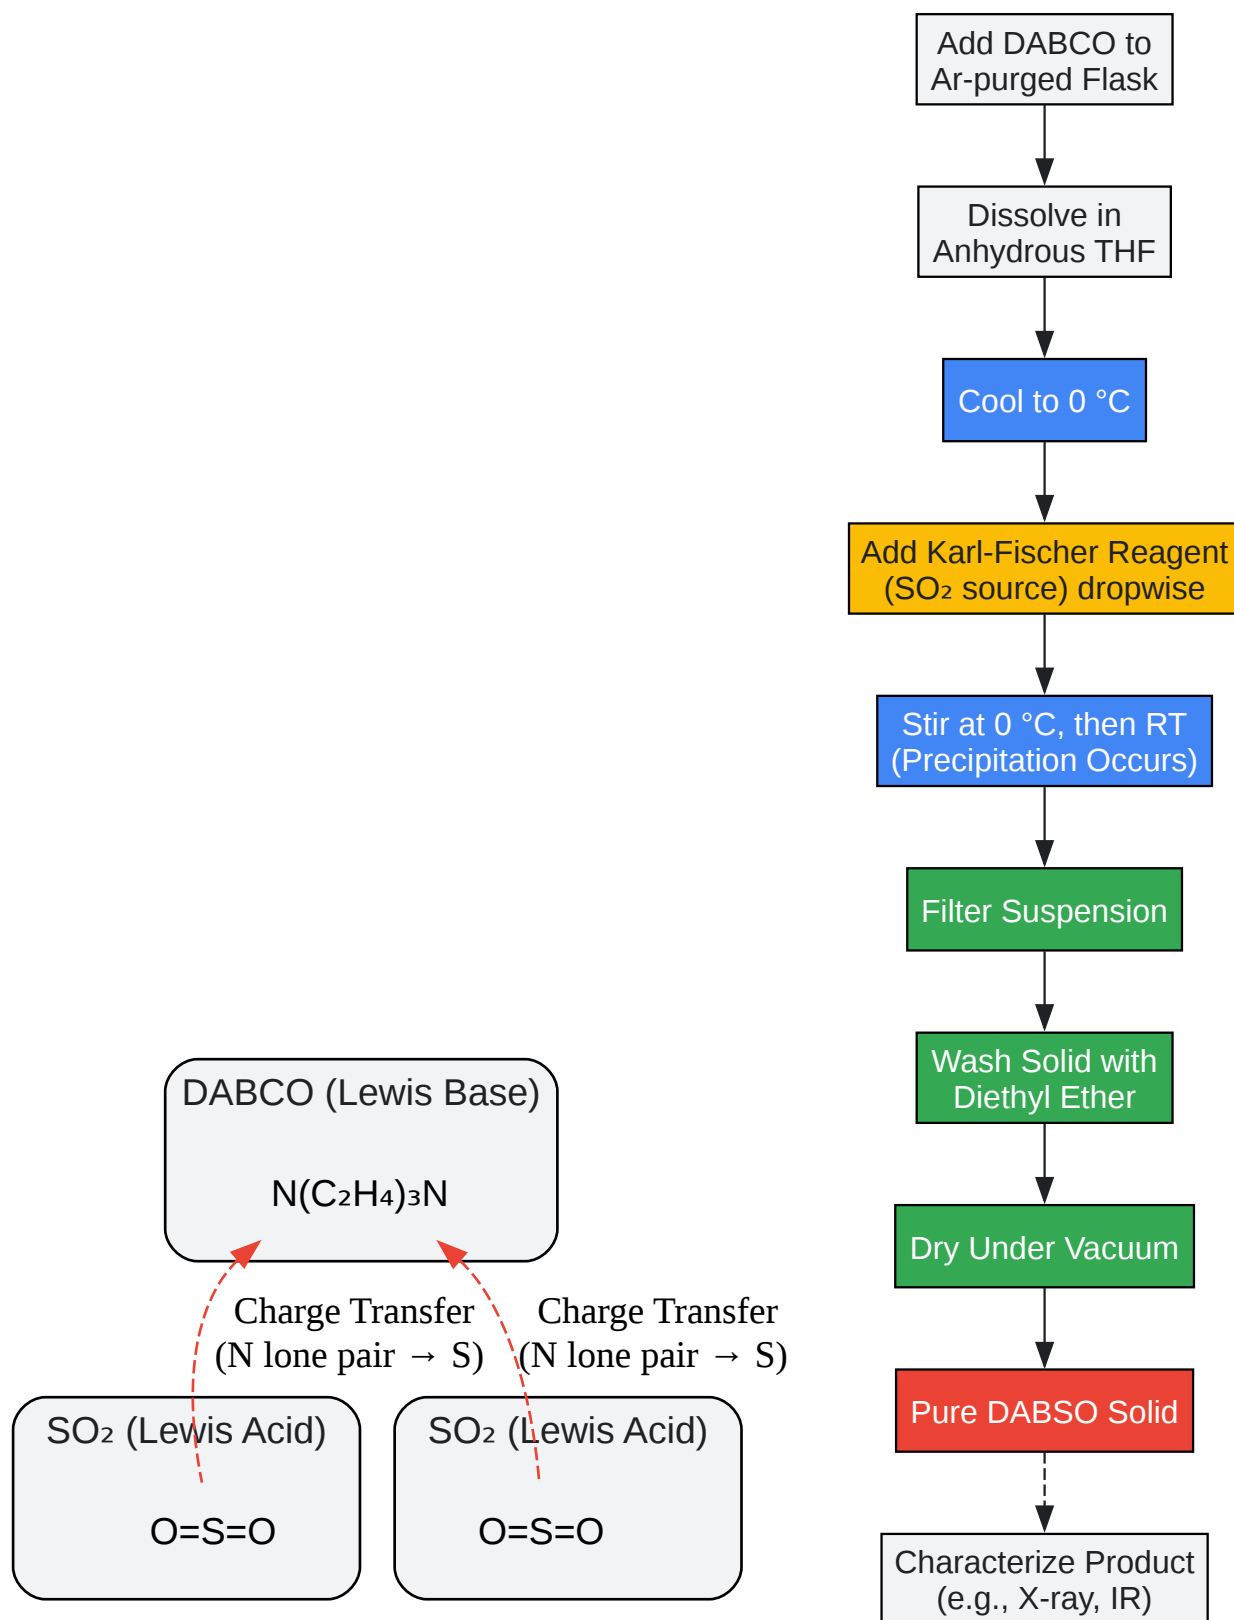 Add DABCO to
Ar-purged Flask
Dissolve in
Anhydrous THF
Cool to 0 °C
Add Karl-Fischer Reagent
(SO₂ source) dropwise
Stir at 0 °C, then RT
(Precipitation Occurs)
Filter Suspension
Wash Solid with
Diethyl Ether
Dry Under Vacuum
Pure DABSO Solid
Characterize Product
(e.g., X-ray, IR)
DABCO (Lewis Base)
N(C₂H₄)₃N
Charge Transfer
(N lone pair → S)
Charge Transfer
(N lone pair → S)
SO₂ (Lewis Acid)
O=S=O
SO₂ (Lewis Acid)
O=S=O